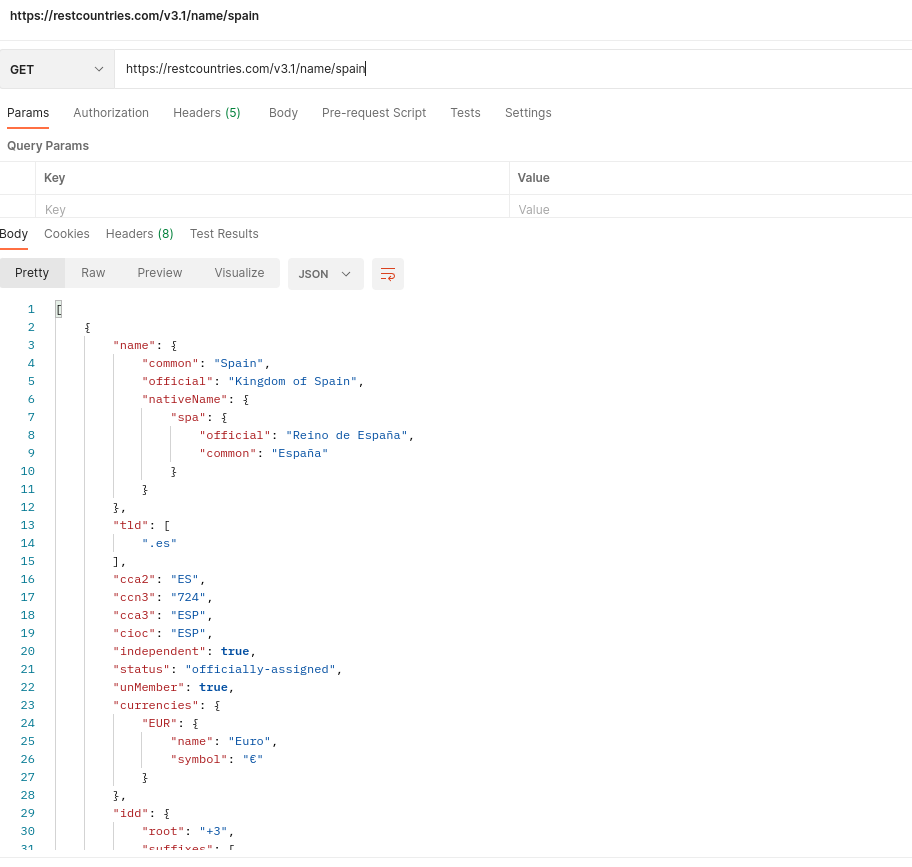 https://restcountries.com/v3.1/name/spain
GET https://restcountries.com/v3.1/name/spain
Params Authorization Headers (5) Body Pre-request Script Tests Settings
Query Params
Key Value
Key Value
Body Cookies Headers (8) Test Results
Pretty Raw Preview Visualize JSON
1 [
2 {
3 "name": {
4 "common": "Spain",
5 "official": "Kingdom of Spain",
6 "nativeName": {
7 "spa": {
8 "official": "Reino de España",
9 "common": "España"
10 }
11 }
12 },
13 "tld": [
14 ".es"
15 ],
16 "cca2": "ES",
17 "ccn3": "724",
18 "cca3": "ESP",
19 "cioc": "ESP",
20 "independent": true,
21 "status": "officially-assigned",
22 "unMember": true,
23 "currencies": {
24 "EUR": {
25 "name": "Euro",
26 "symbol": "€"
27 }
28 },
29 "idd": {
30 "root": "+3",
31 "suffixes": [